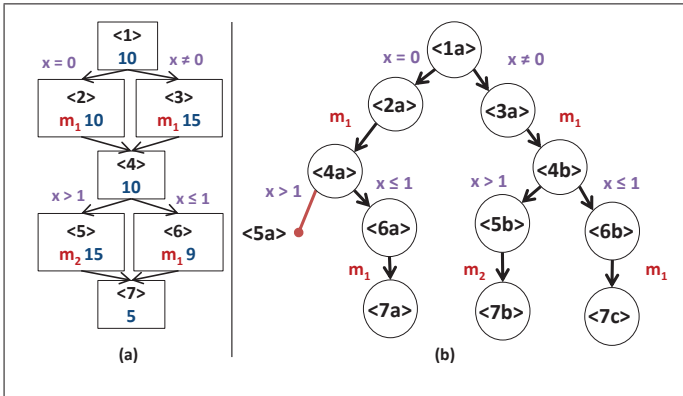 <1>
10
x = 0
x ≠ 0
<2>
m₁ 10
<3>
m₁ 15
<4>
10
x > 1
x ≤ 1
<5>
m₂ 15
<6>
m₁ 9
<7>
5
(a)
<1a>
x = 0
x ≠ 0
<2a>
<3a>
m₁
m₁
<4a>
<4b>
x > 1
x ≤ 1
x > 1
x ≤ 1
<5a>
<6a>
<5b>
<6b>
m₁
m₂
m₁
<7a>
<7b>
<7c>
(b)